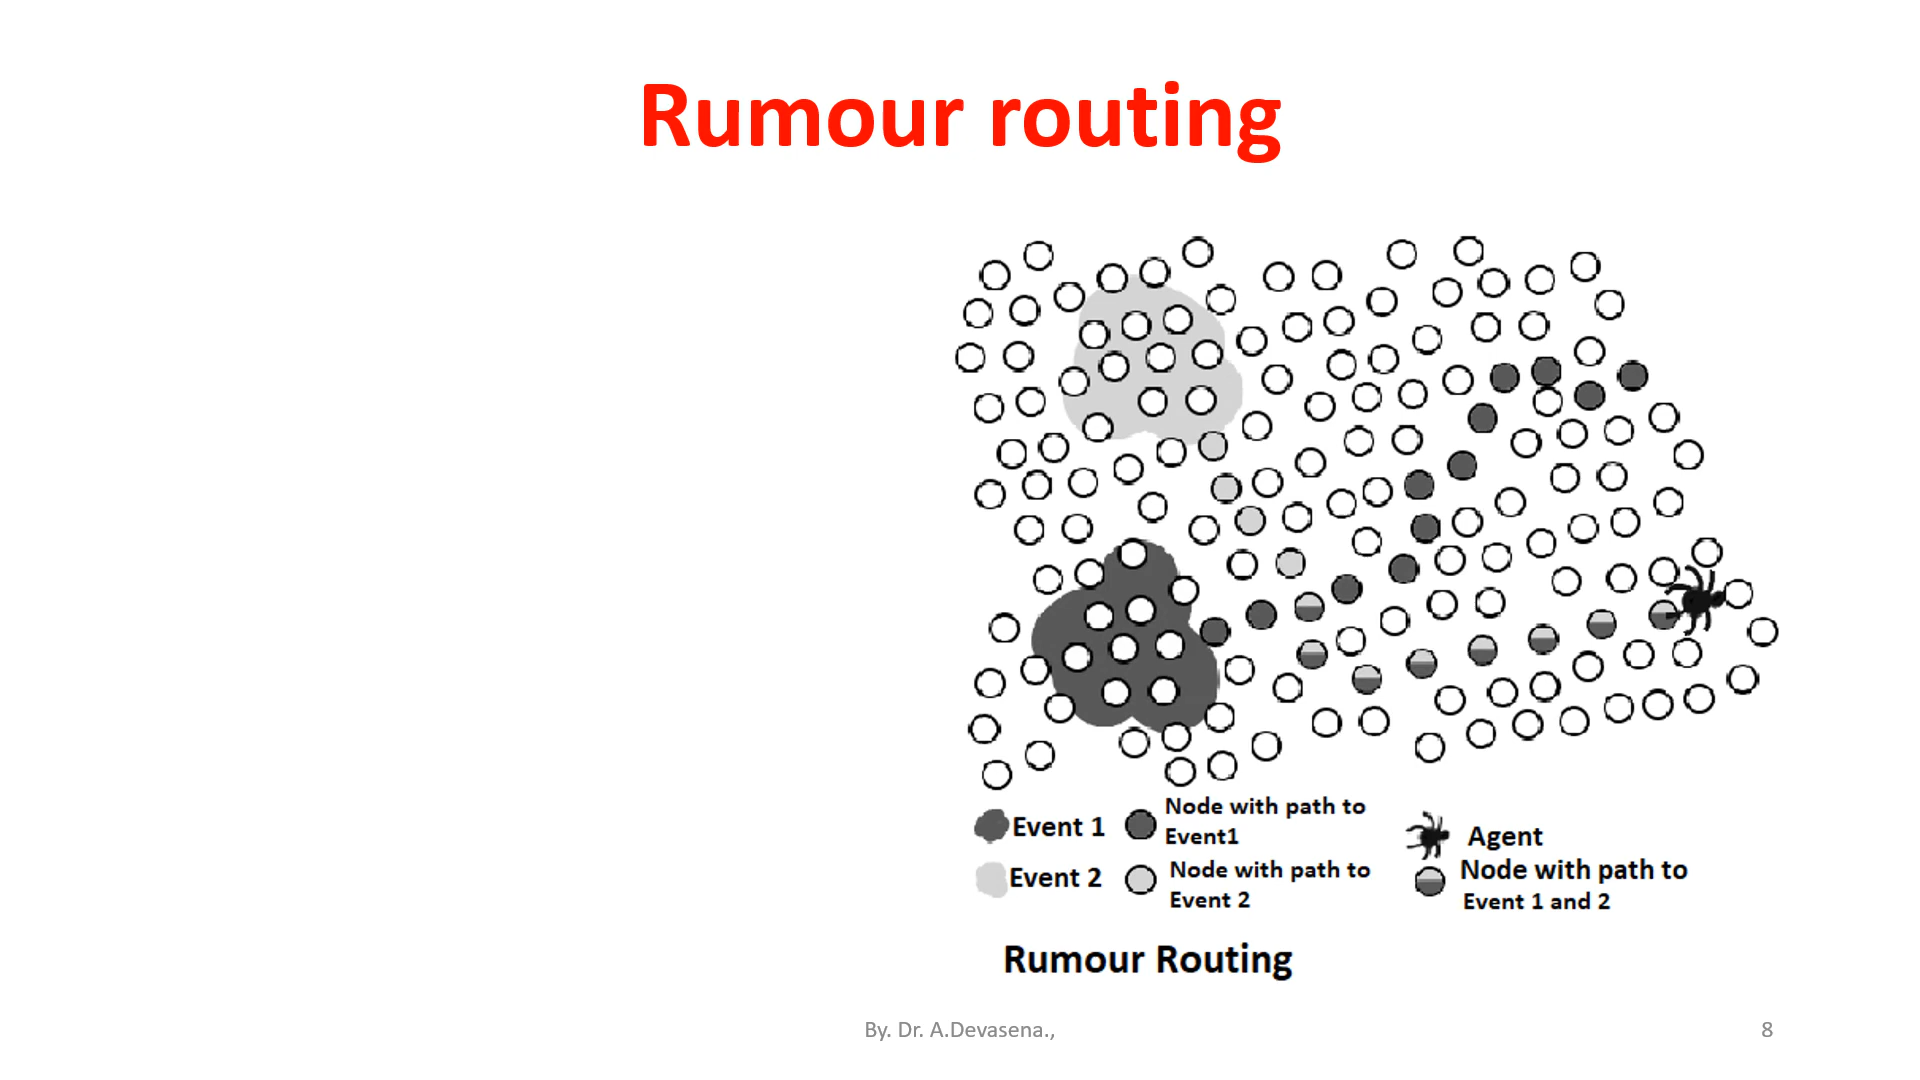 Rumour routing
Event 1
Node with path to
Event1
Agent
Event 2
Node with path to
Event 2
Node with path to
Event 1 and 2
Rumour Routing
By. Dr. A.Devasena.,
8